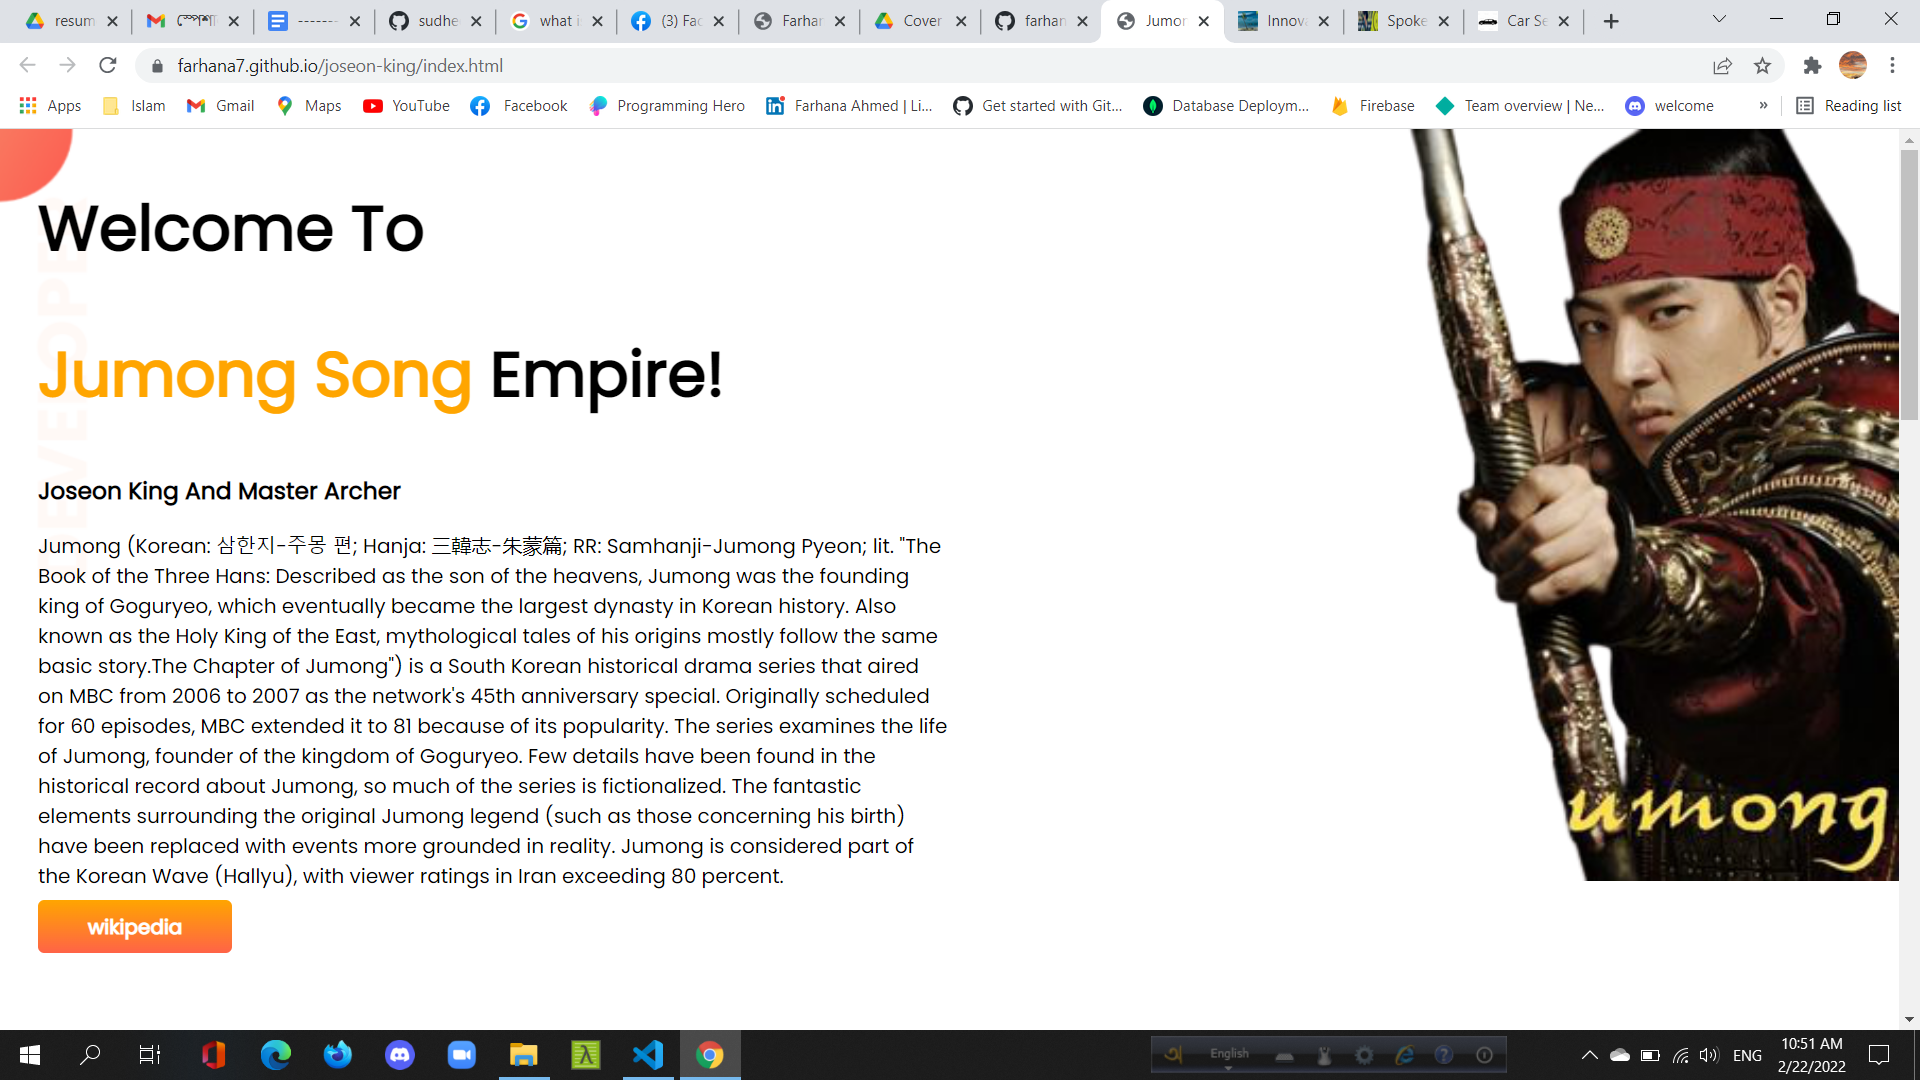 resum
sudhe
what i
(3) Fac
Farhar
Cover
farhan
Jumor
Innov
Spoke
Car Se
farhana7.github.io/joseon-king/index.html
Apps
Islam
Gmail
Maps
YouTube
Facebook
Programming Hero
Farhana Ahmed | Li...
Get started with Git...
Database Deploym...
Firebase
Team overview | Ne...
welcome
»
Reading list
Welcome To
Jumong Song Empire!
Joseon King And Master Archer
Jumong (Korean: 삼한지-주몽 편; Hanja: 三韓志-朱蒙篇; RR: Samhanji-Jumong Pyeon; lit. "The
Book of the Three Hans: Described as the son of the heavens, Jumong was the founding
king of Goguryeo, which eventually became the largest dynasty in Korean history. Also
known as the Holy King of the East, mythological tales of his origins mostly follow the same
basic story.The Chapter of Jumong") is a South Korean historical drama series that aired
on MBC from 2006 to 2007 as the network's 45th anniversary special. Originally scheduled
for 60 episodes, MBC extended it to 81 because of its popularity. The series examines the life
of Jumong, founder of the kingdom of Goguryeo. Few details have been found in the
historical record about Jumong, so much of the series is fictionalized. The fantastic
elements surrounding the original Jumong legend (such as those concerning his birth)
have been replaced with events more grounded in reality. Jumong is considered part of
the Korean Wave (Hallyu), with viewer ratings in Iran exceeding 80 percent.
wikipedia
umong
English
ENG
10:51 AM
2/22/2022